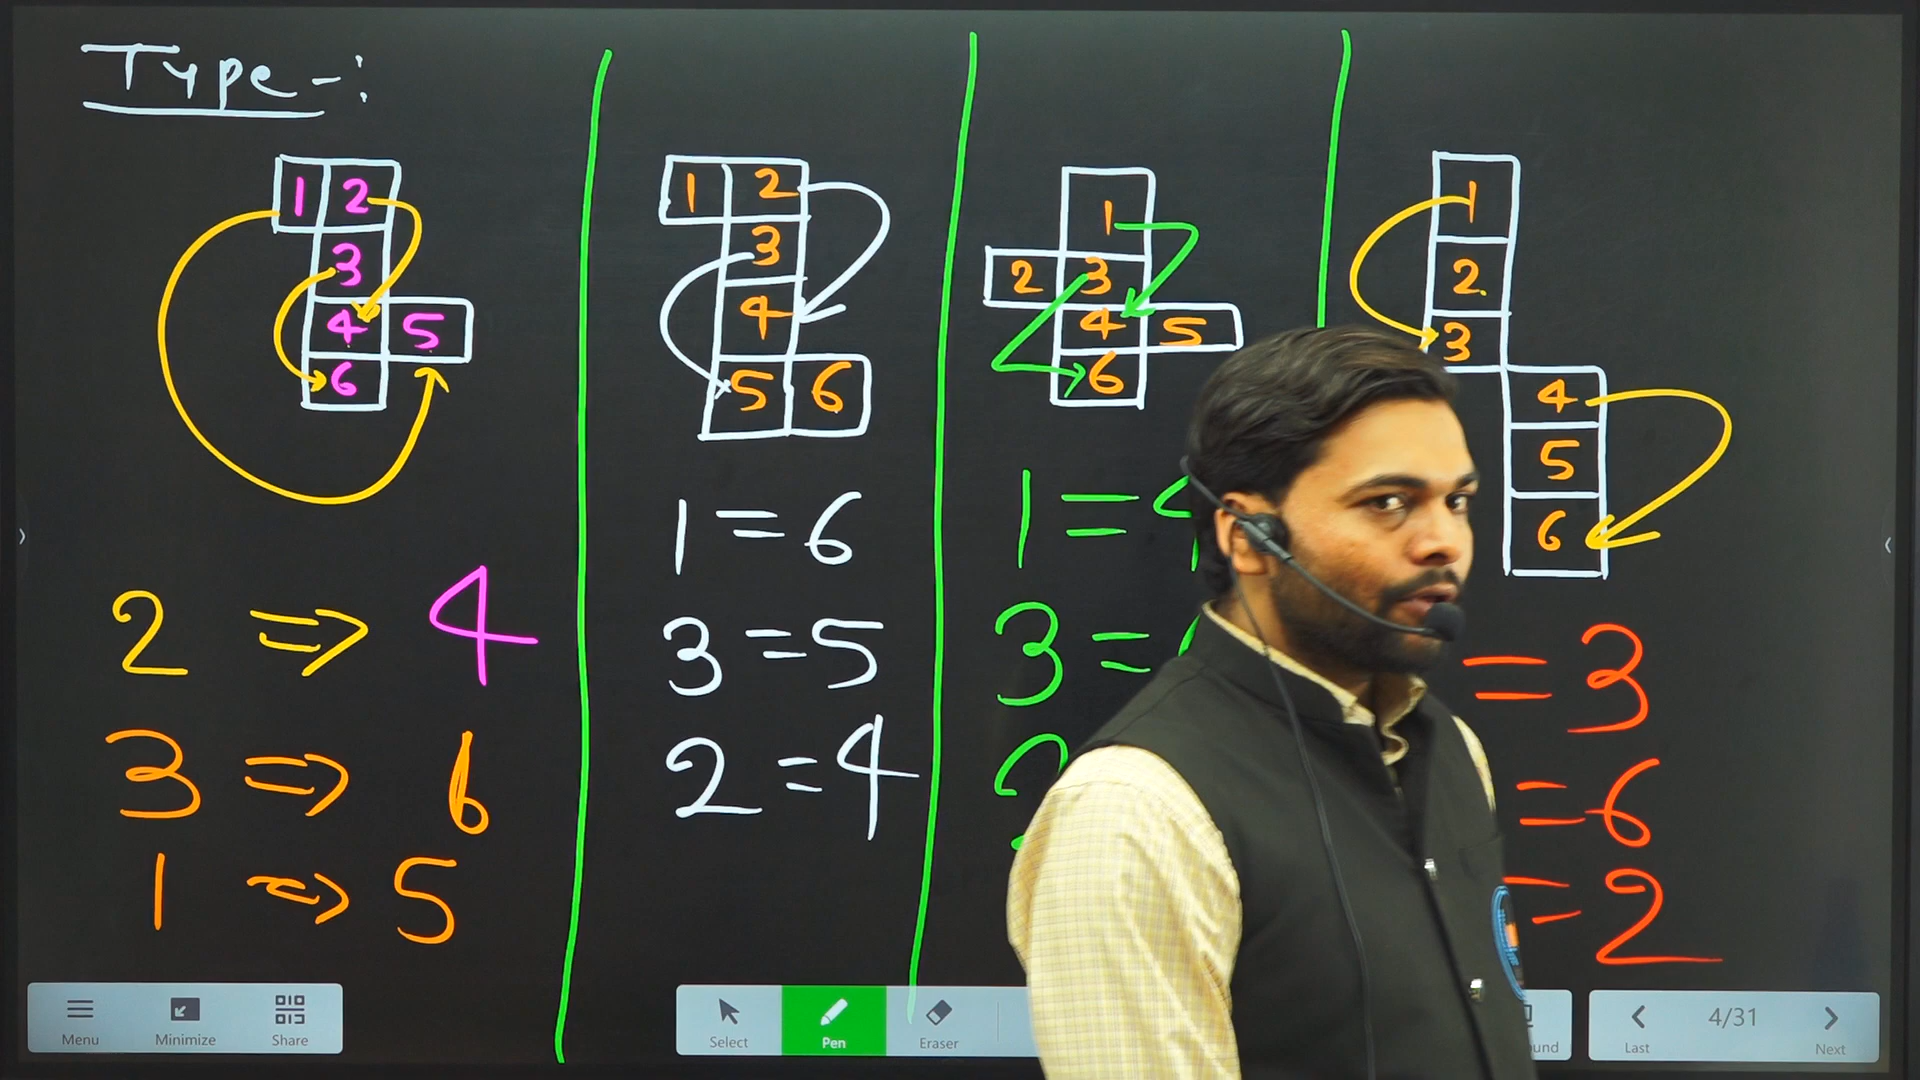 Type-:
1 2
3
4 5
6
2 ⇒ 4
3 ⇒ 6
1 ⇒ 5
1 2
3
4
5 6
1 = 6
3 = 5
2 = 4
1
2 3
4 5
6
1 =
3 =
1
2
3
4
5
6
= 3
= 6
= 2
Menu Minimize Share
Select Pen Eraser
und
4/31
Last Next